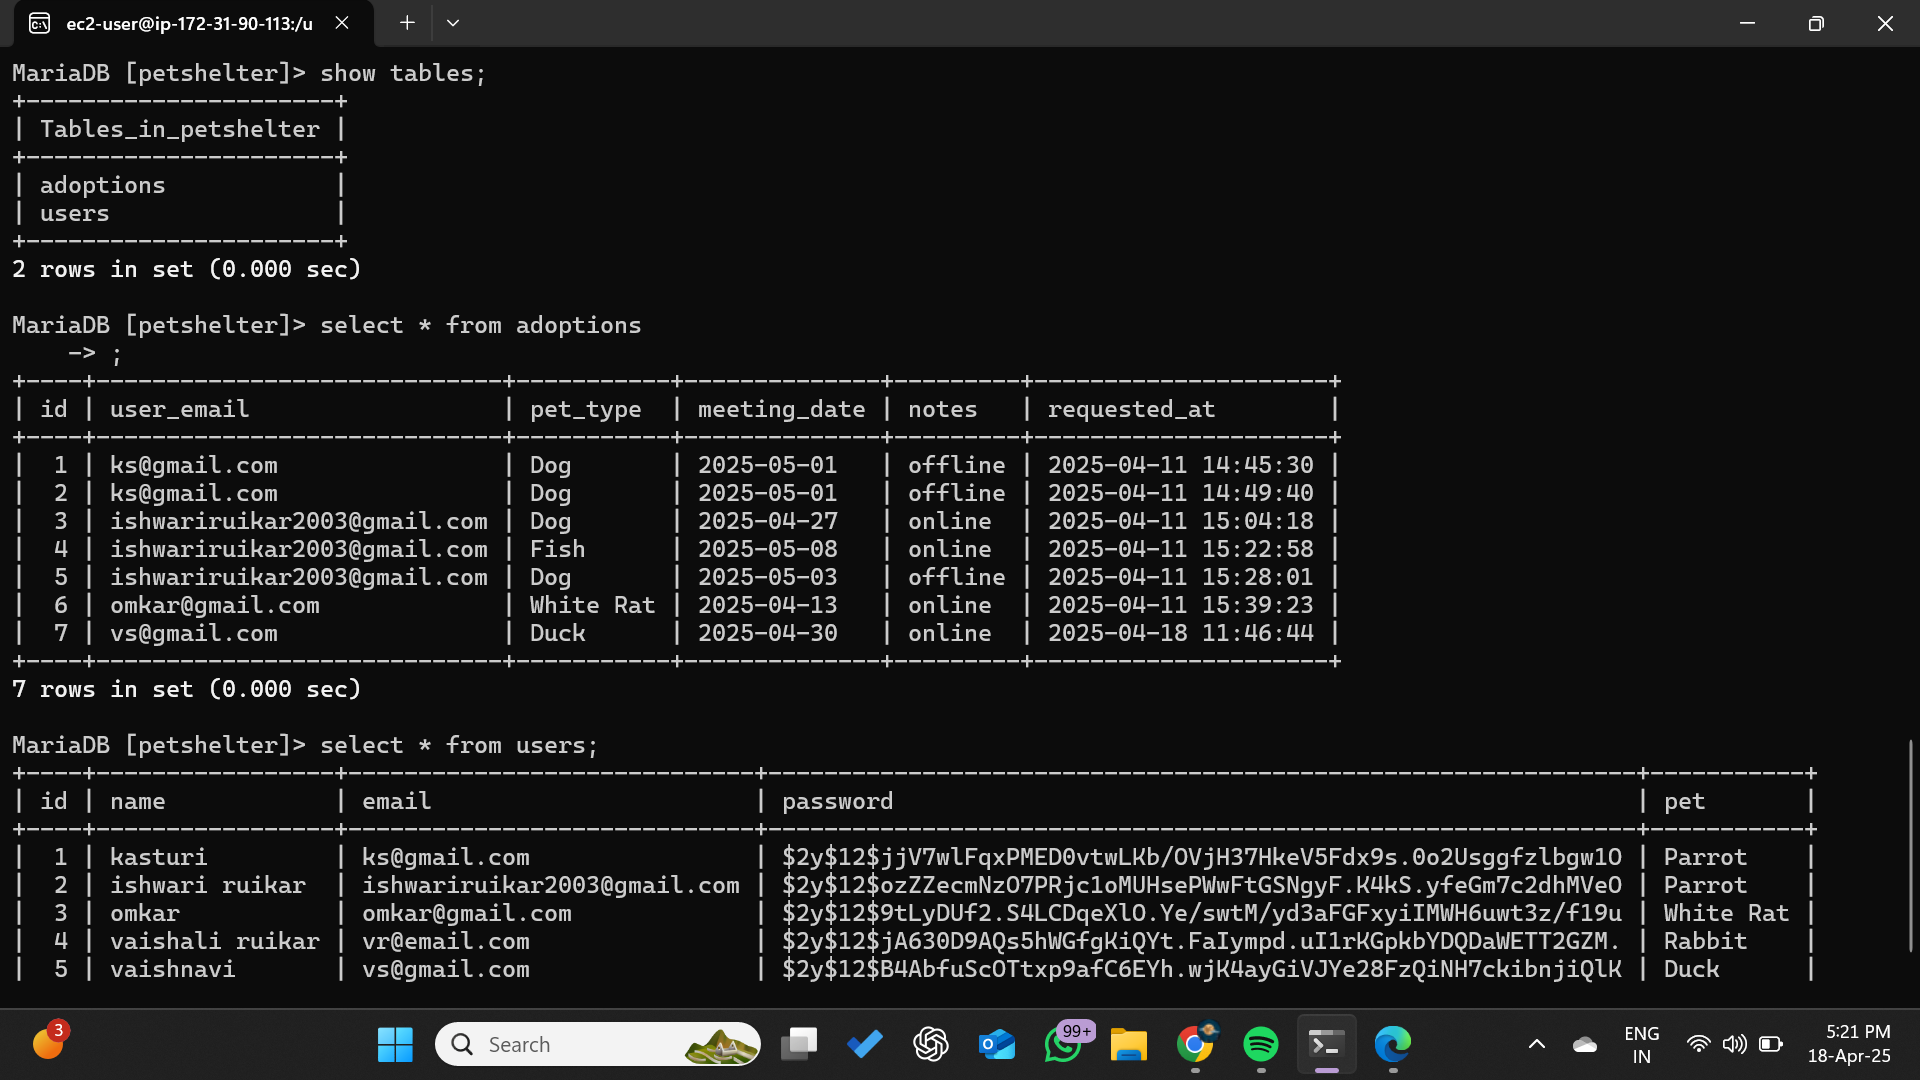 ec2-user@ip-172-31-90-113:/u
MariaDB [petshelter]> show tables;
+----------------------+
| Tables_in_petshelter |
+----------------------+
| adoptions            |
| users                |
+----------------------+
2 rows in set (0.000 sec)
MariaDB [petshelter]> select * from adoptions
    -> ;
+----+-----------------------------+-----------+--------------+---------+---------------------+
| id | user_email                  | pet_type  | meeting_date | notes   | requested_at        |
+----+-----------------------------+-----------+--------------+---------+---------------------+
|  1 | ks@gmail.com                | Dog       | 2025-05-01   | offline | 2025-04-11 14:45:30 |
|  2 | ks@gmail.com                | Dog       | 2025-05-01   | offline | 2025-04-11 14:49:40 |
|  3 | ishwariruikar2003@gmail.com | Dog       | 2025-04-27   | online  | 2025-04-11 15:04:18 |
|  4 | ishwariruikar2003@gmail.com | Fish      | 2025-05-08   | online  | 2025-04-11 15:22:58 |
|  5 | ishwariruikar2003@gmail.com | Dog       | 2025-05-03   | offline | 2025-04-11 15:28:01 |
|  6 | omkar@gmail.com             | White Rat | 2025-04-13   | online  | 2025-04-11 15:39:23 |
|  7 | vs@gmail.com                | Duck      | 2025-04-30   | online  | 2025-04-18 11:46:44 |
+----+-----------------------------+-----------+--------------+---------+---------------------+
7 rows in set (0.000 sec)
MariaDB [petshelter]> select * from users;
+----+-----------------+-----------------------------+--------------------------------------------------------------+-----------+
| id | name            | email                       | password                                                     | pet       |
+----+-----------------+-----------------------------+--------------------------------------------------------------+-----------+
|  1 | kasturi         | ks@gmail.com                | $2y$12$jjV7wlFqxPMED0vtwLKb/OVjH37HkeV5Fdx9s.0o2Usggfzlbgw1O | Parrot    |
|  2 | ishwari ruikar  | ishwariruikar2003@gmail.com | $2y$12$ozZZecmNzO7PRjc1oMUHsePWwFtGSNgyF.K4kS.yfeGm7c2dhMVeO | Parrot    |
|  3 | omkar           | omkar@gmail.com             | $2y$12$9tLyDUf2.S4LCDqeXlO.Ye/swtM/yd3aFGFxyiIMWH6uwt3z/f19u | White Rat |
|  4 | vaishali ruikar | vr@email.com                | $2y$12$jA630D9AQs5hWGfgKiQYt.FaIympd.uI1rKGpkbYDQDaWETT2GZM. | Rabbit    |
|  5 | vaishnavi       | vs@gmail.com                | $2y$12$B4AbfuScOTtxp9afC6EYh.wjK4ayGiVJYe28FzQiNH7ckibnjiQlK | Duck      |
3
Search
99+
ENG
IN
5:21 PM
18-Apr-25